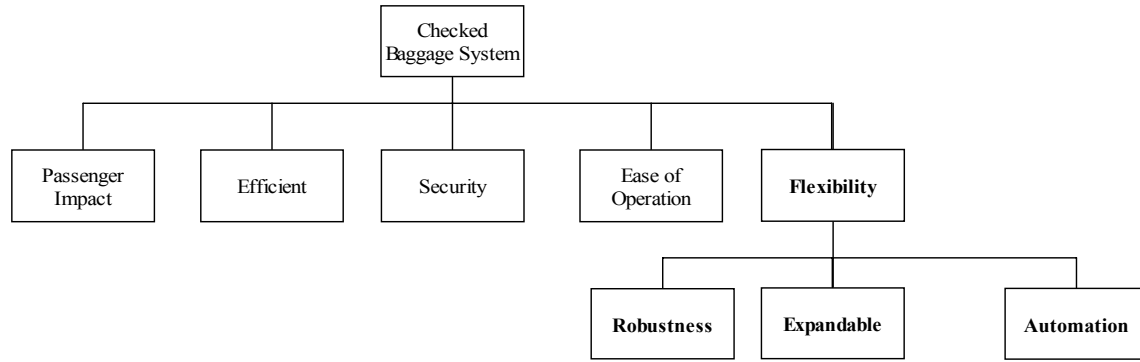 Checked
Baggage System
Passenger
Impact
Efficient
Security
Ease of
Operation
Flexibility
Robustness
Expandable
Automation